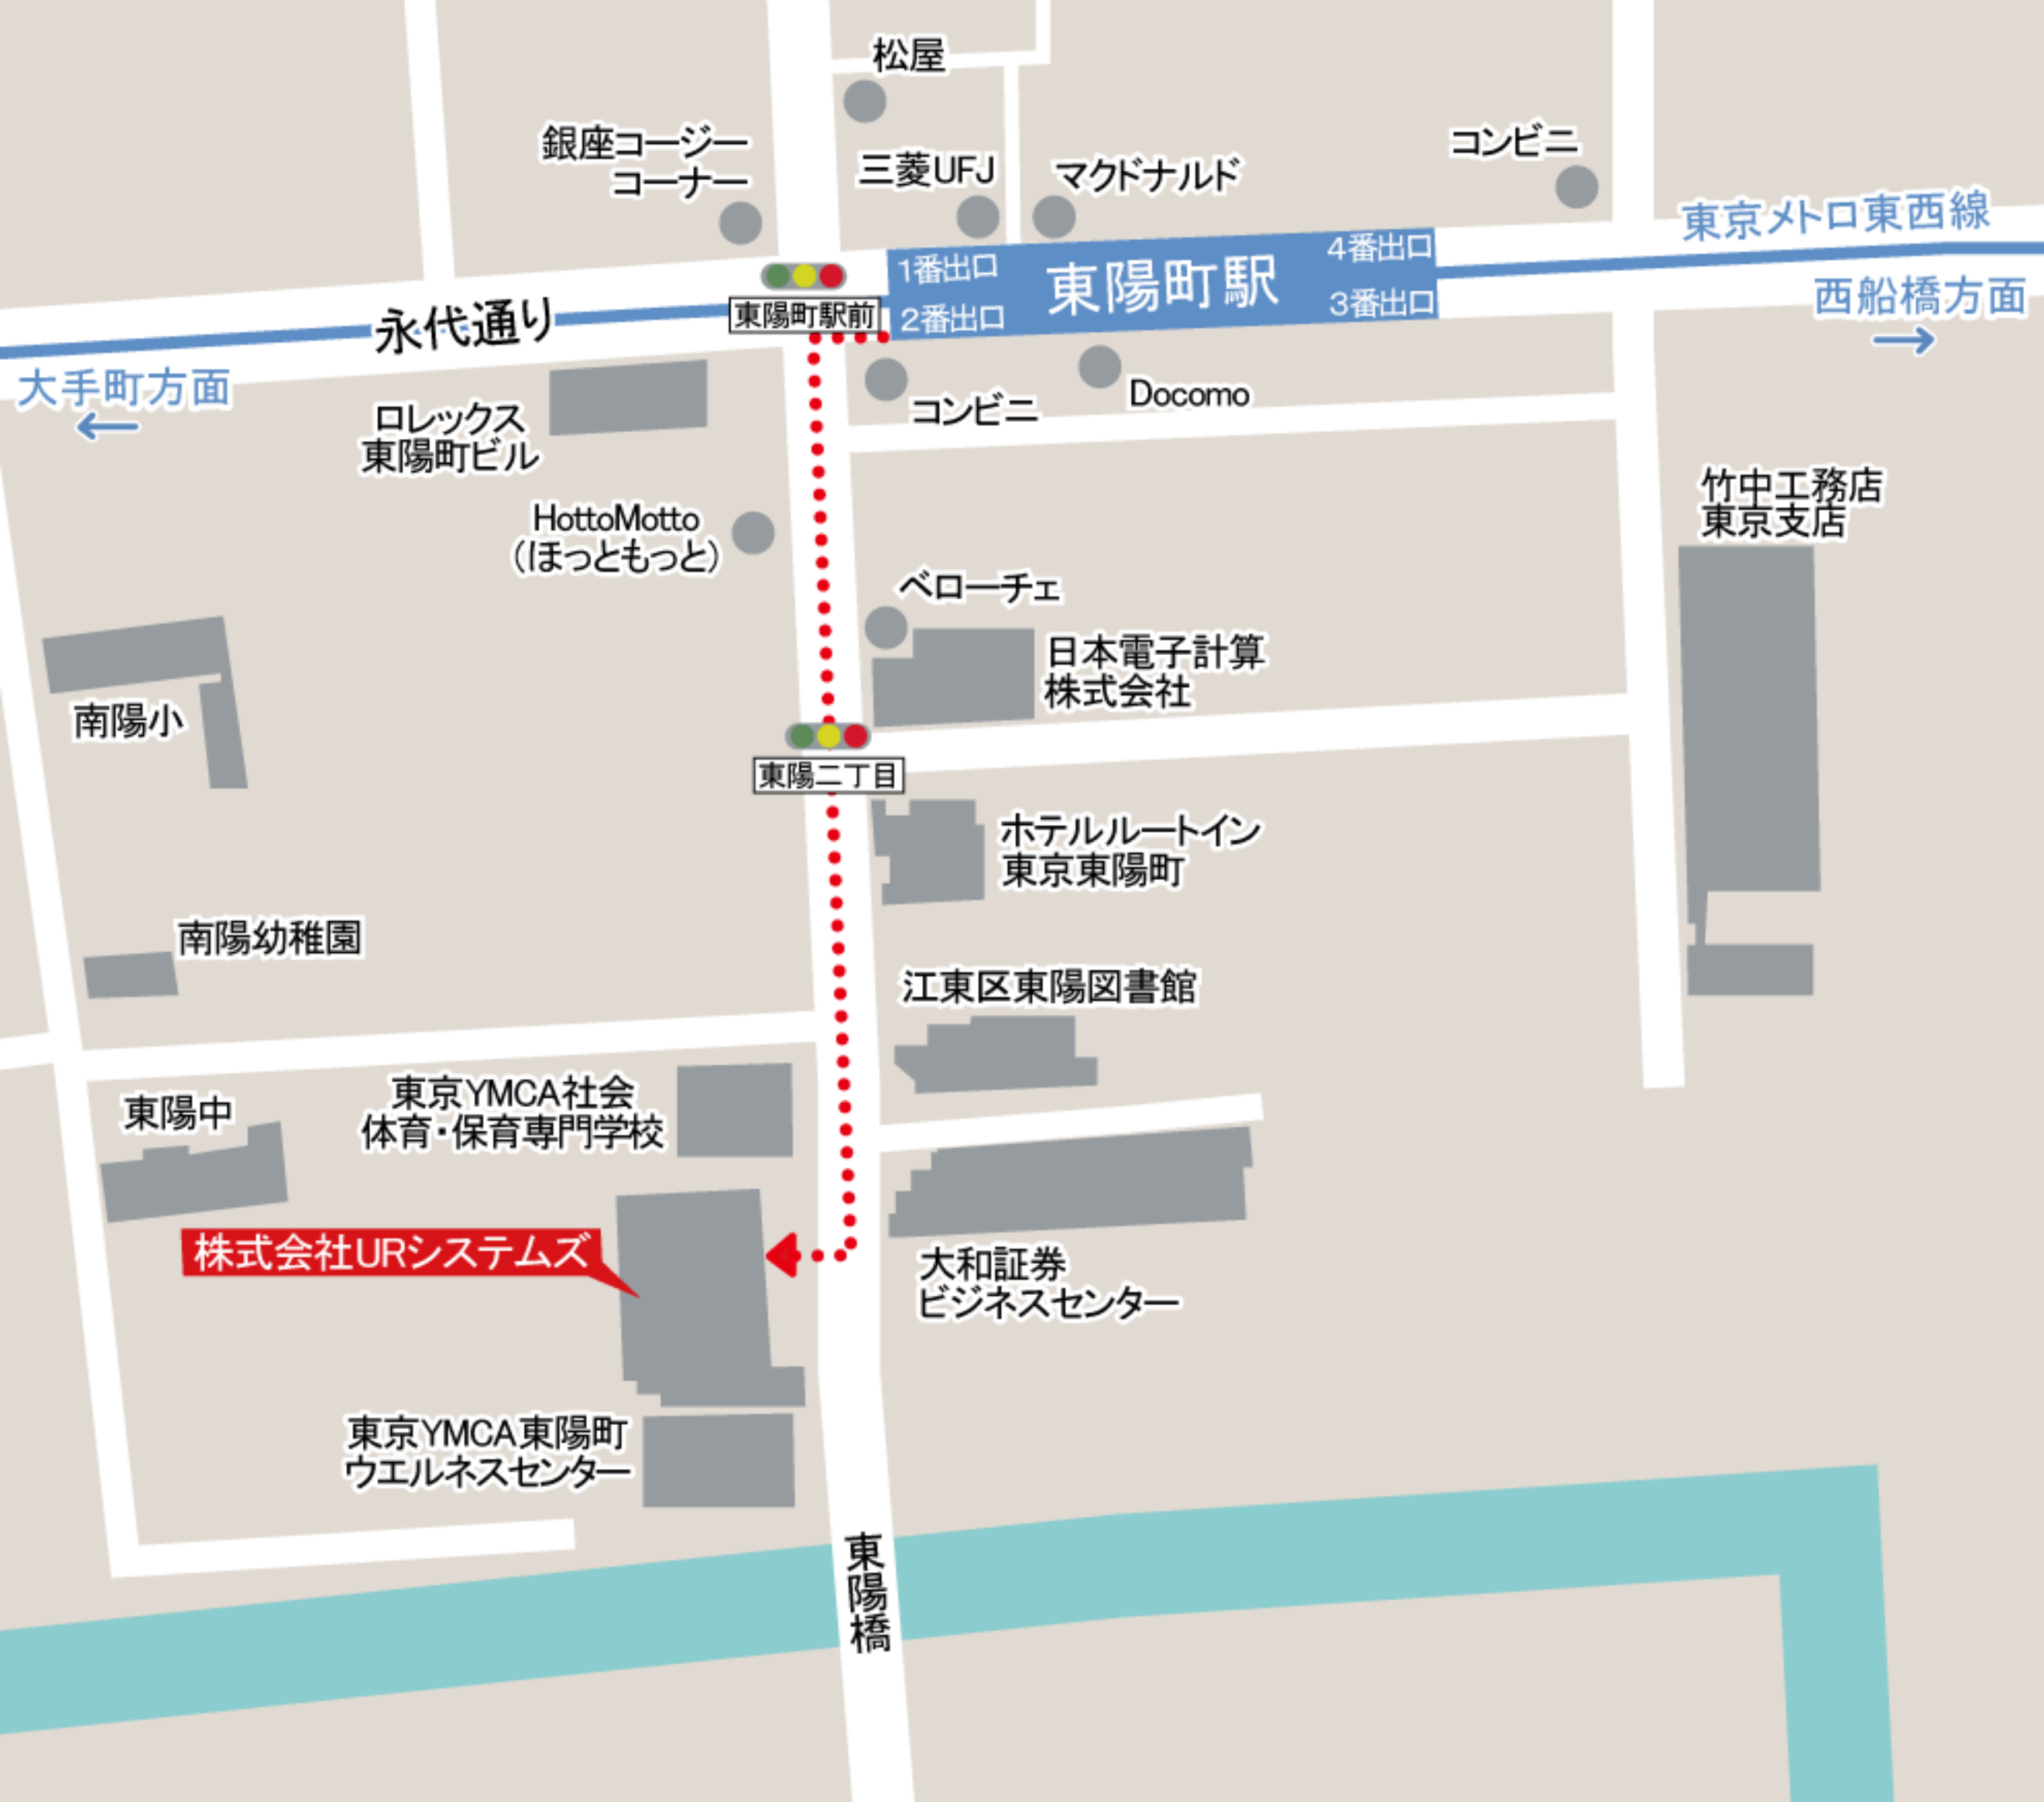 松屋
銀座コージー
コーナー
三菱UFJ
マクドナルド
コンビニ
東京メトロ東西線
1番出口
4番出口
東陽町駅
2番出口
3番出口
東陽町駅前
永代通り
西船橋方面
→
大手町方面
←
ロレックス
東陽町ビル
コンビニ
Docomo
HottoMotto
（ほっともっと）
竹中工務店
東京支店
ベローチェ
日本電子計算
株式会社
南陽小
東陽二丁目
ホテルルートイン
東京東陽町
南陽幼稚園
江東区東陽図書館
東陽中
東京YMCA社会
体育・保育専門学校
株式会社URシステムズ
大和証券
ビジネスセンター
東京YMCA東陽町
ウエルネスセンター
東陽橋